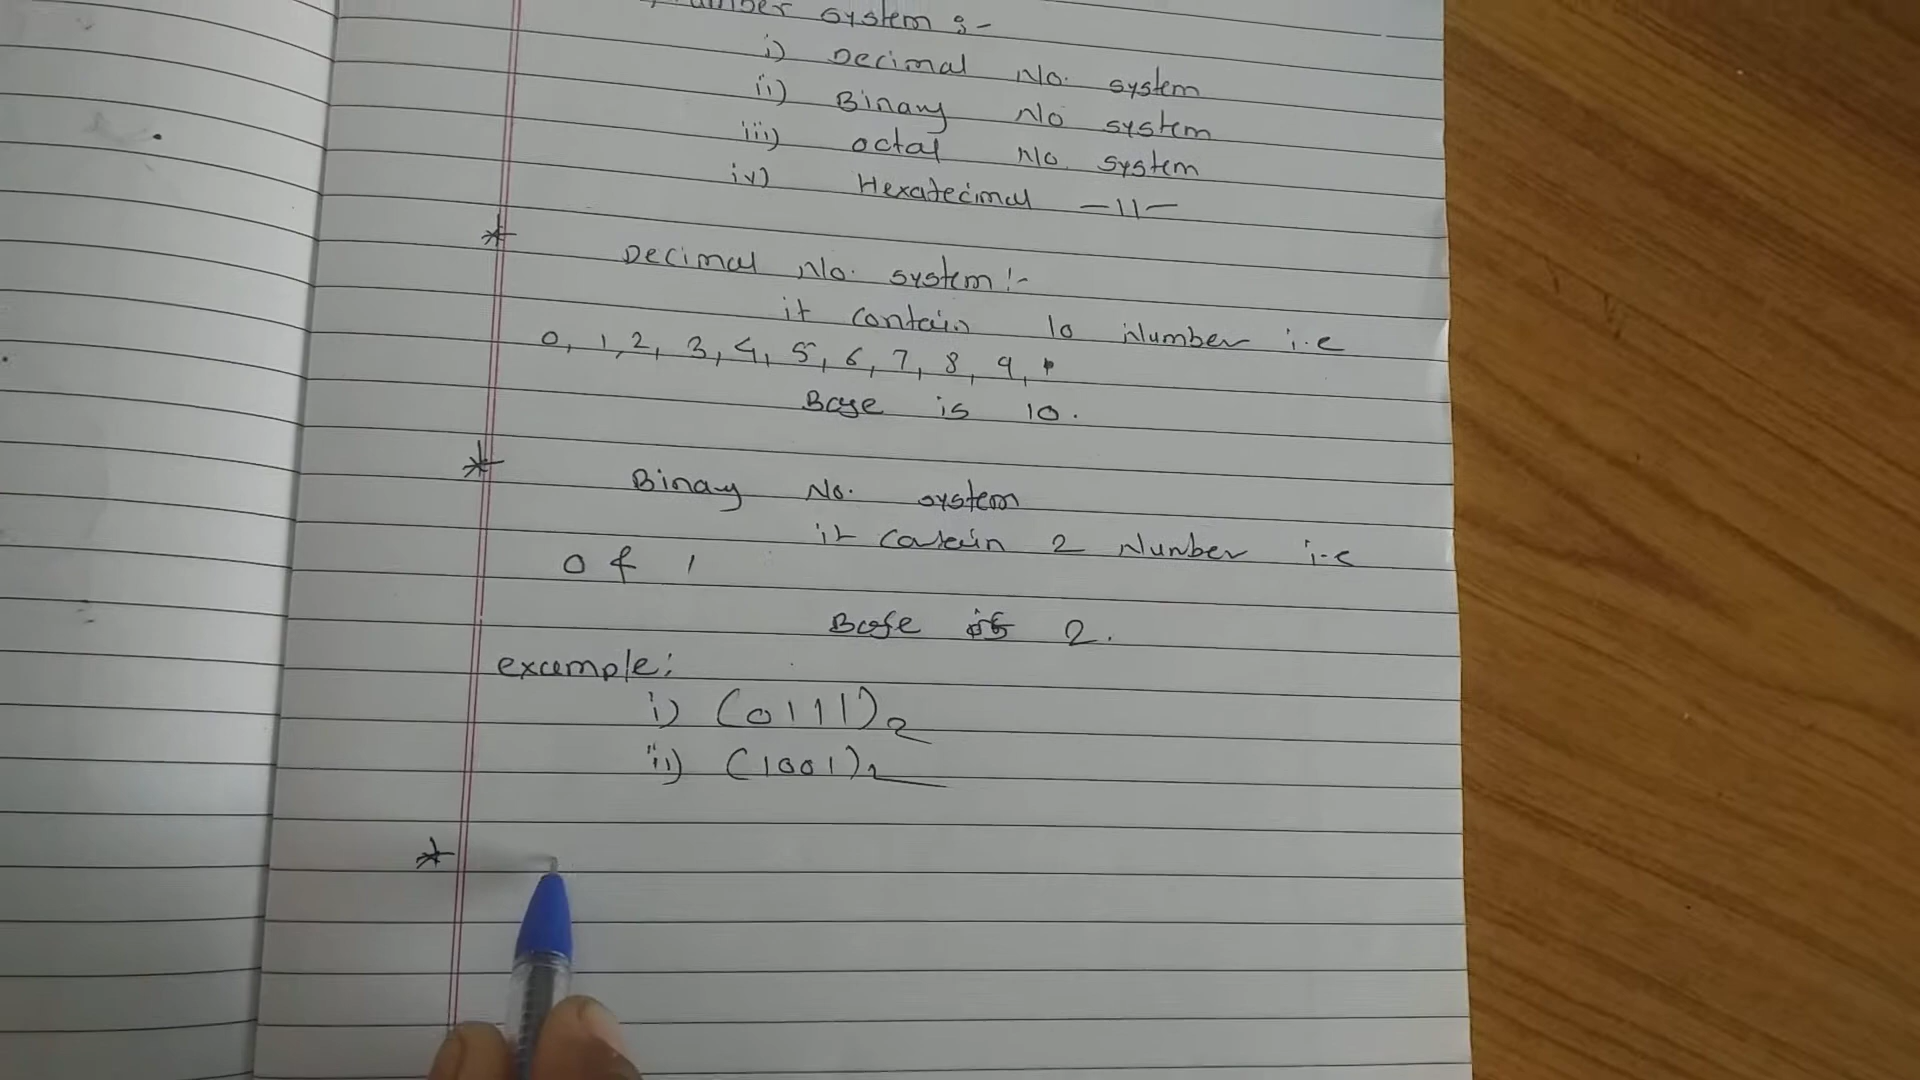 Number system :-
i) Decimal No. system
ii) Binary No system
iii) octal No. system
iv) Hexadecimal —11—
* Decimal No. system :-
it contain 10 Number i.e
0, 1, 2, 3, 4, 5, 6, 7, 8, 9,
Base is 10.
* Binary No. system
it contain 2 Number i.e
0 & 1
Base is 2.
example:
i) (0111)2
ii) (1001)2
*